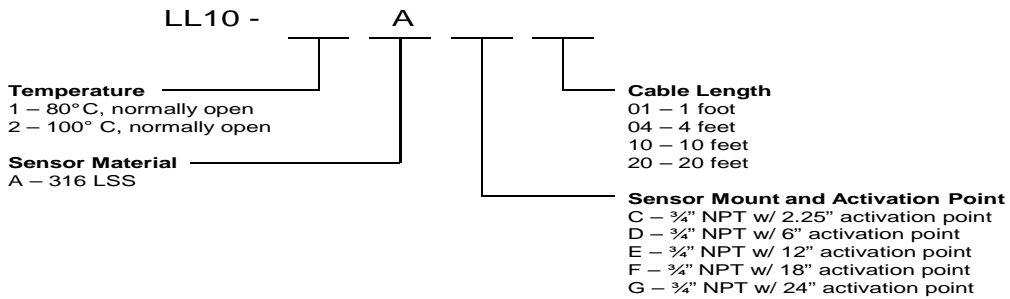 LL10 -
A
Temperature
1 – 80°C, normally open
2 – 100° C, normally open
Sensor Material
A – 316 LSS
Cable Length
01 – 1 foot
04 – 4 feet
10 – 10 feet
20 – 20 feet
Sensor Mount and Activation Point
C – ¾” NPT w/ 2.25” activation point
D – ¾” NPT w/ 6” activation point
E – ¾” NPT w/ 12” activation point
F – ¾” NPT w/ 18” activation point
G – ¾” NPT w/ 24” activation point